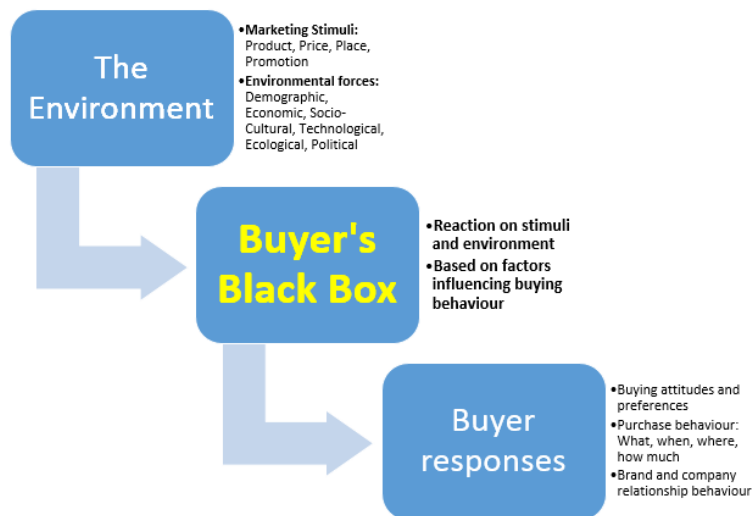 The
Environment
•Marketing Stimuli:
Product, Price, Place,
Promotion
•Environmental forces:
Demographic,
Economic, Socio-
Cultural, Technological,
Ecological, Political
Buyer's
Black Box
•Reaction on stimuli
and environment
•Based on factors
influencing buying
behaviour
Buyer
responses
•Buying attitudes and
preferences
•Purchase behaviour:
What, when, where,
how much
•Brand and company
relationship behaviour